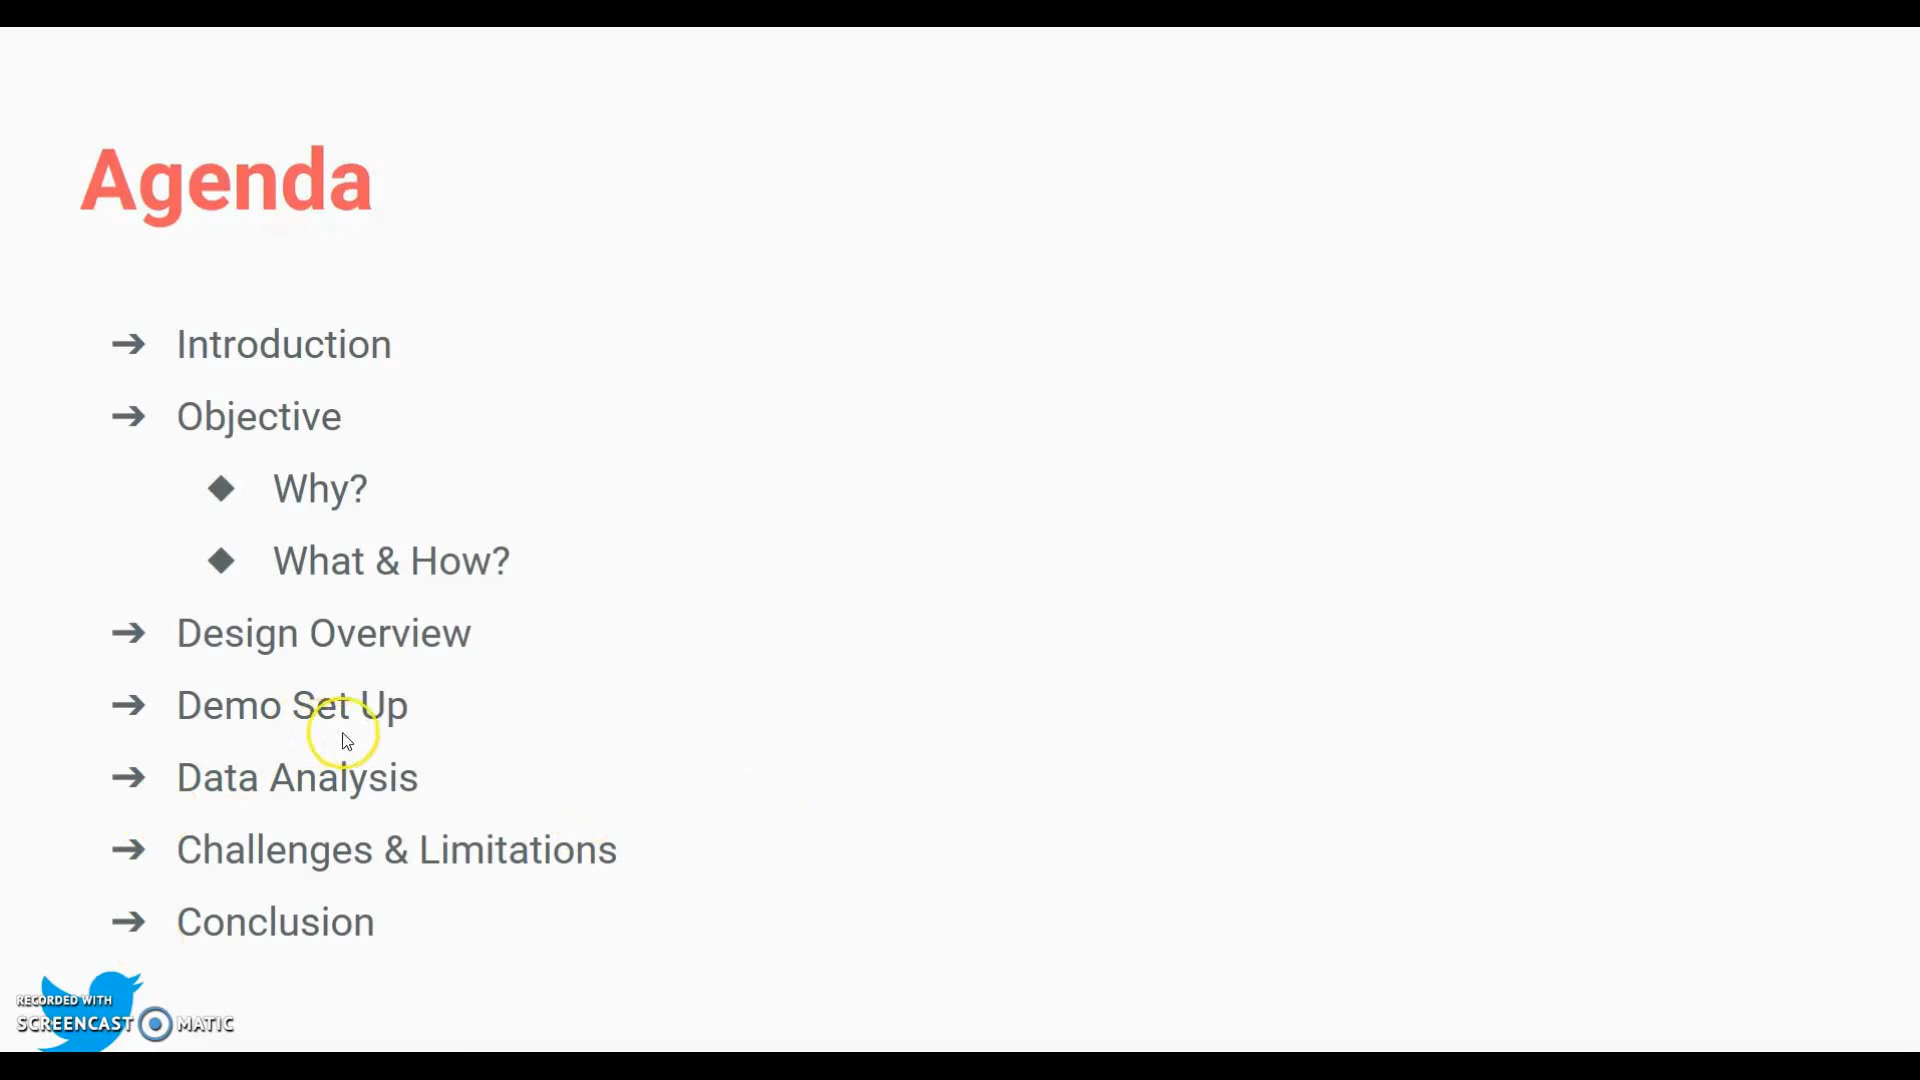 Agenda
➔ Introduction
➔ Objective
◆ Why?
◆ What & How?
➔ Design Overview
➔ Demo Set Up
➔ Data Analysis
➔ Challenges & Limitations
➔ Conclusion
RECORDED WITH
SCREENCAST MATIC